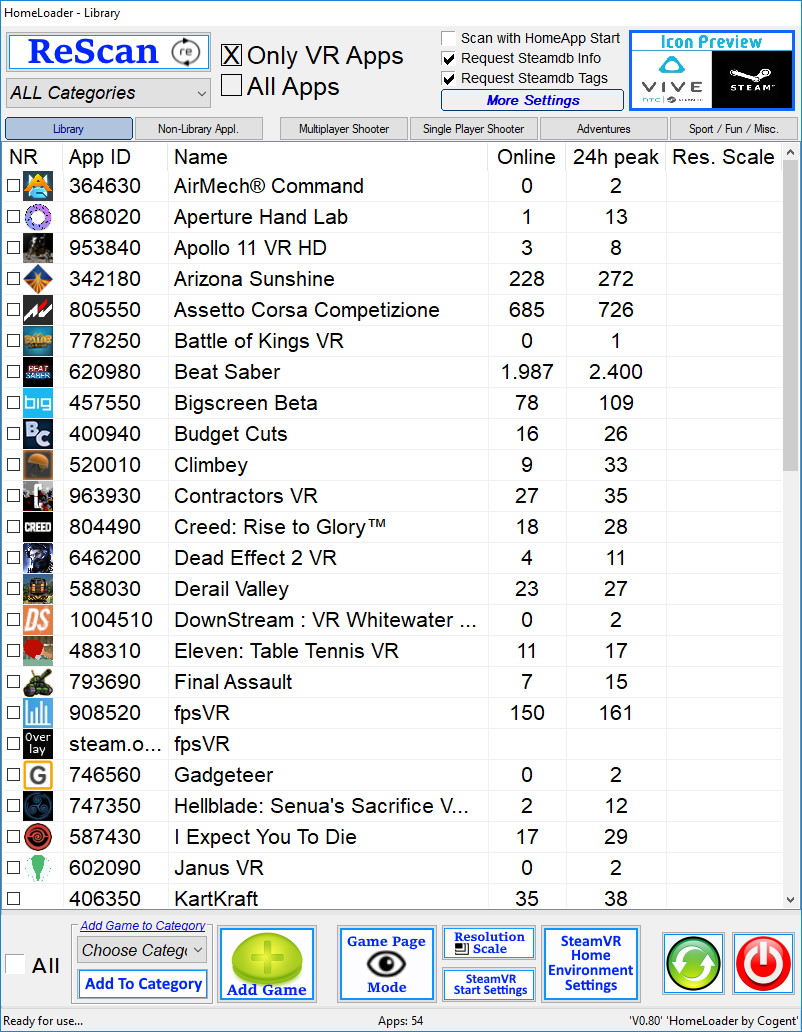 HomeLoader - Library
ReScan re
ALL Categories
X Only VR Apps
All Apps
Scan with HomeApp Start
Request Steamdb Info
Request Steamdb Tags
More Settings
Icon Preview
VIVE
STEAM™
Library Non-Library Appl. Multiplayer Shooter Single Player Shooter Adventures Sport / Fun / Misc.
NR App ID Name Online 24h peak Res. Scale
364630 AirMech® Command 0 2
868020 Aperture Hand Lab 1 13
953840 Apollo 11 VR HD 3 8
342180 Arizona Sunshine 228 272
805550 Assetto Corsa Competizione 685 726
778250 Battle of Kings VR 0 1
BEAT SABER 620980 Beat Saber 1.987 2.400
big 457550 Bigscreen Beta 78 109
BC 400940 Budget Cuts 16 26
520010 Climbey 9 33
963930 Contractors VR 27 35
CREED 804490 Creed: Rise to Glory™ 18 28
646200 Dead Effect 2 VR 4 11
588030 Derail Valley 23 27
DS 1004510 DownStream : VR Whitewater ... 0 2
488310 Eleven: Table Tennis VR 11 17
793690 Final Assault 7 15
908520 fpsVR 150 161
Over lay steam.o... fpsVR
G 746560 Gadgeteer 0 2
747350 Hellblade: Senua's Sacrifice V... 2 12
587430 I Expect You To Die 17 29
602090 Janus VR 0 2
406350 KartKraft 35 38
All
Add Game to Category
Choose Categ
Add To Category
Add Game
Game Page
Mode
Resolution
Scale
SteamVR
Start Settings
SteamVR
Home
Environment
Settings
Ready for use... Apps: 54 'V0.80' 'HomeLoader by Cogent'